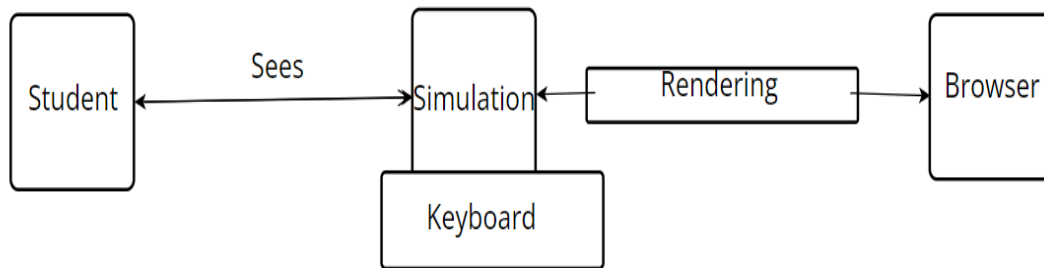 Sees
Student
Simulation
Rendering
Browser
Keyboard